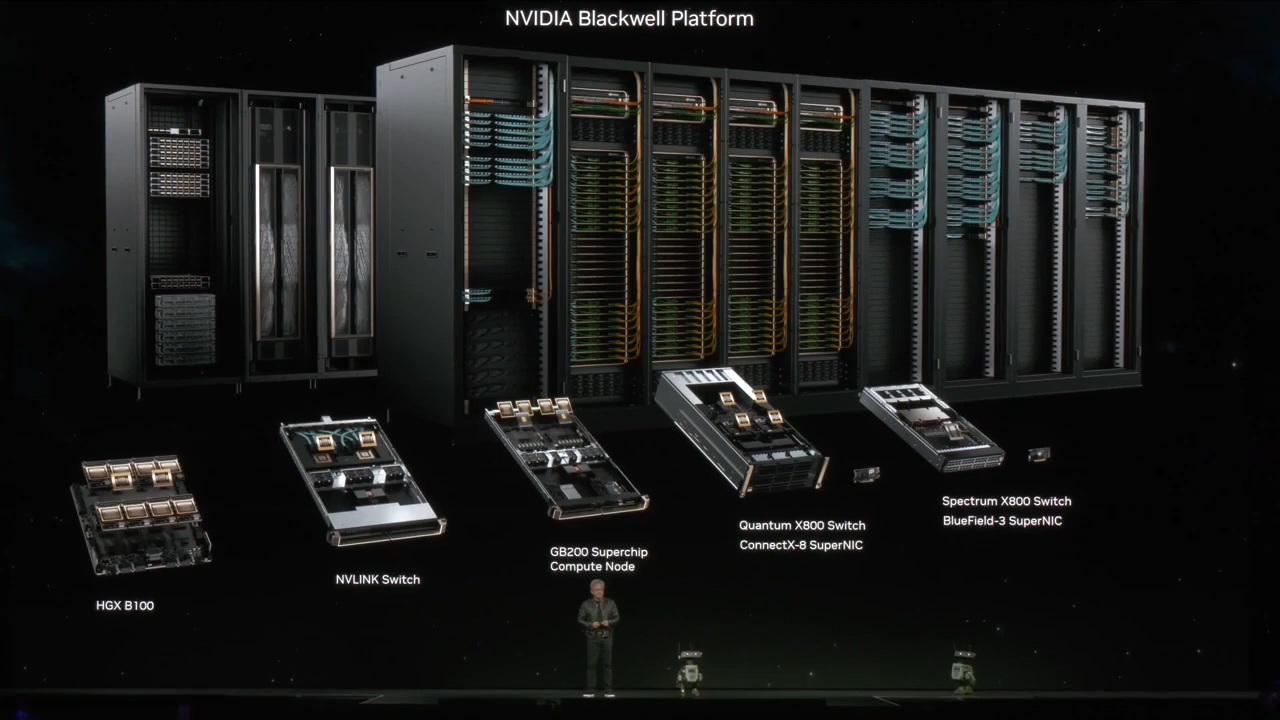 NVIDIA Blackwell Platform
HGX B100
NVLINK Switch
GB200 Superchip
Compute Node
Quantum X800 Switch
ConnectX-8 SuperNIC
Spectrum X800 Switch
BlueField-3 SuperNIC